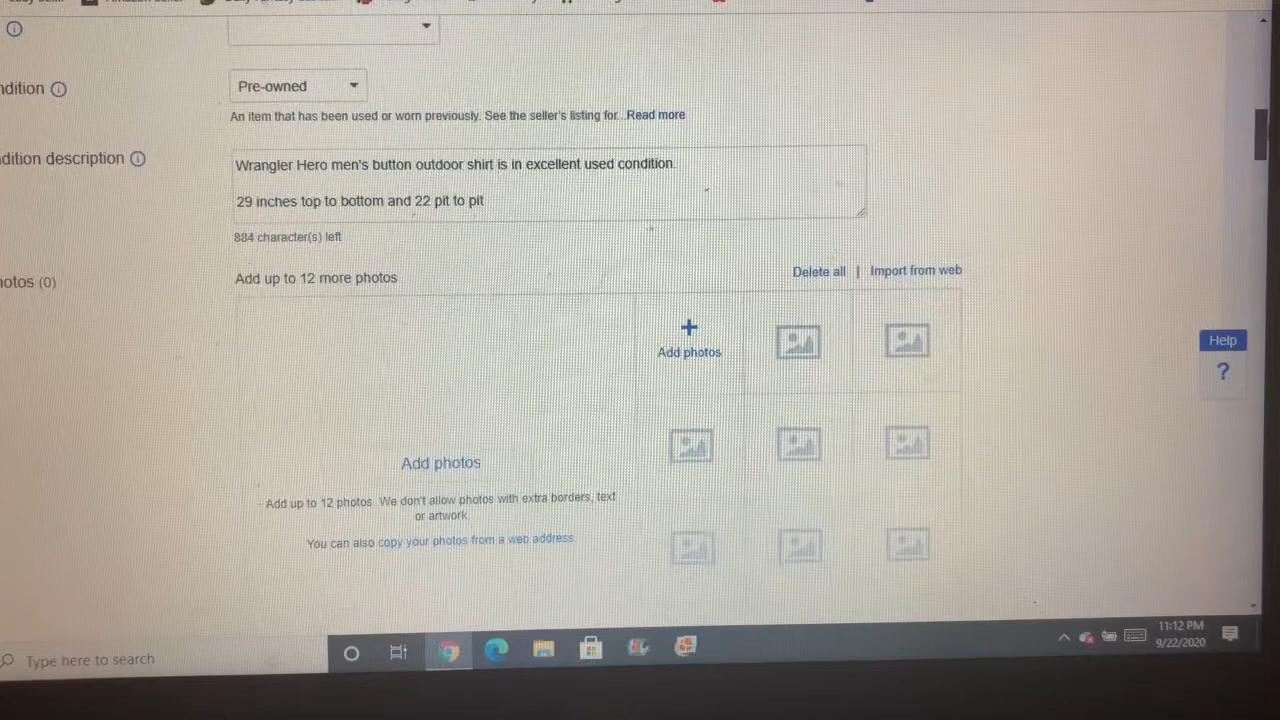 ndition
Pre-owned
An item that has been used or worn previously. See the seller's listing for...Read more
dition description
Wrangler Hero men's button outdoor shirt is in excellent used condition.
29 inches top to bottom and 22 pit to pit
884 character(s) left
hotos (0)
Add up to 12 more photos
Delete all | Import from web
+
Add photos
Help
?
Add photos
- Add up to 12 photos. We don't allow photos with extra borders, text
or artwork.
You can also copy your photos from a web address.
Type here to search
11:12 PM
9/22/2020